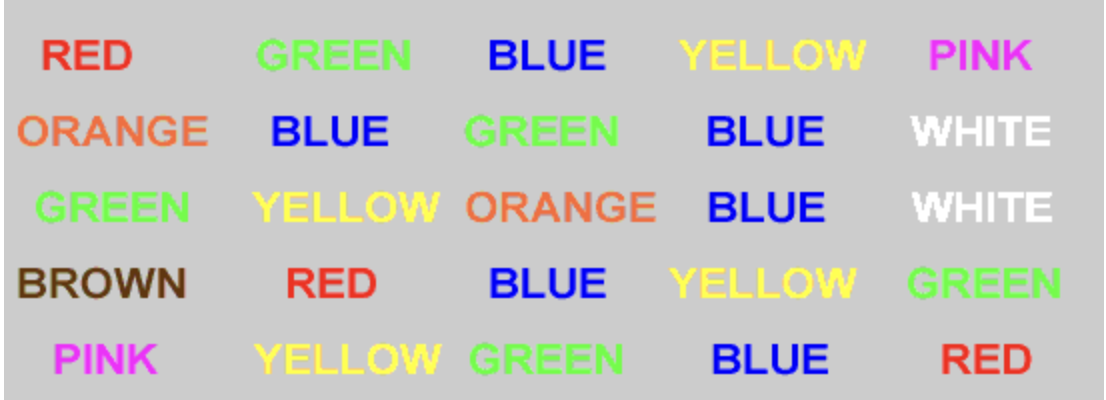 RED GREEN BLUE YELLOW PINK
ORANGE BLUE GREEN BLUE WHITE
GREEN YELLOW ORANGE BLUE WHITE
BROWN RED BLUE YELLOW GREEN
PINK YELLOW GREEN BLUE RED